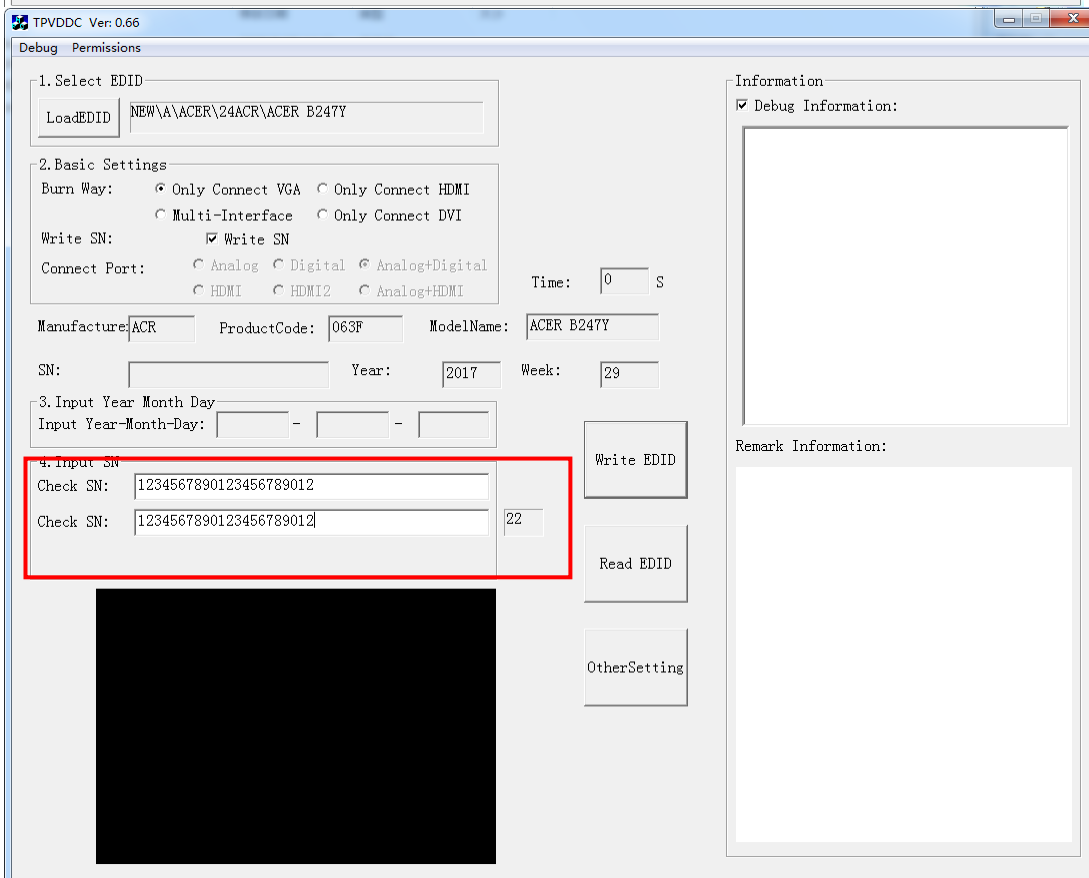 TPVDDC Ver: 0.66
Debug Permissions
1.Select EDID
LoadEDID NEW\A\ACER\24ACR\ACER B247Y
2.Basic Settings
Burn Way: Only Connect VGA Only Connect HDMI
Multi-Interface Only Connect DVI
Write SN: Write SN
Connect Port: Analog Digital Analog+Digital
HDMI HDMI2 Analog+HDMI
Time: 0 S
Manufacture: ACR ProductCode: 063F ModelName: ACER B247Y
SN: Year: 2017 Week: 29
3.Input Year Month Day
Input Year-Month-Day: - -
4.Input SN
Check SN: 1234567890123456789012
Check SN: 1234567890123456789012 22
Write EDID
Read EDID
OtherSetting
Information
Debug Information:
Remark Information: